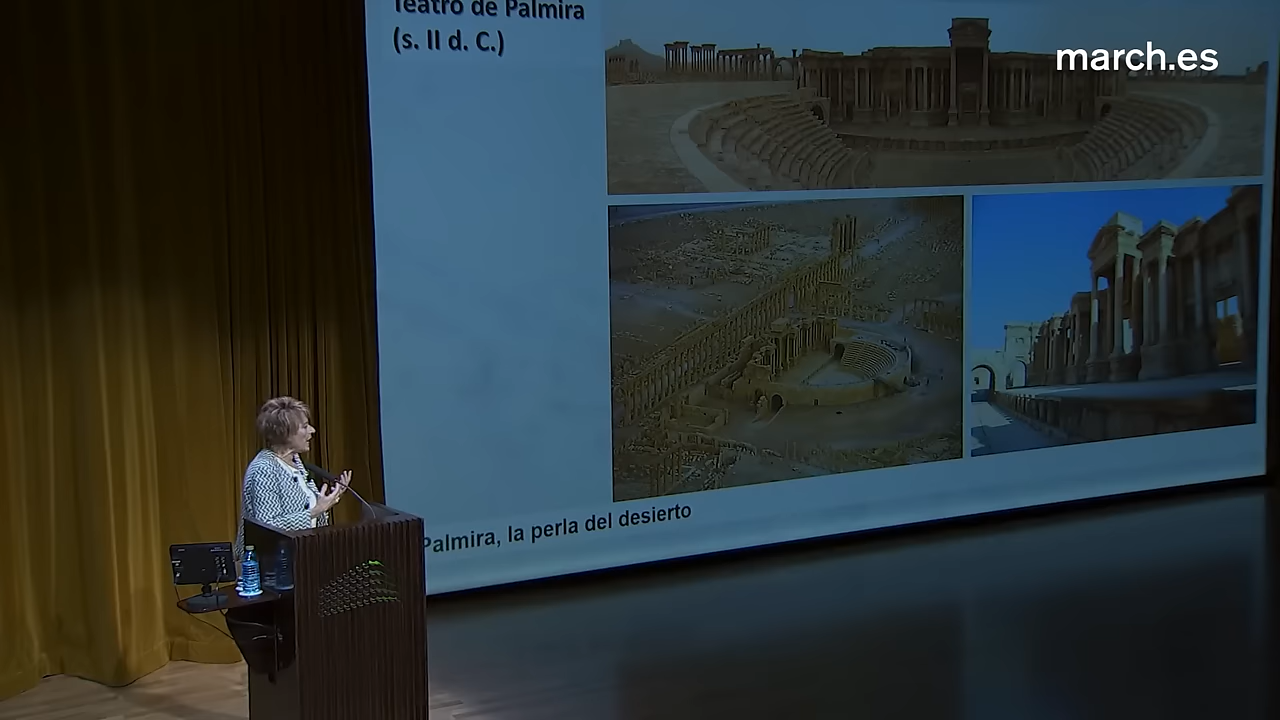 Teatro de Palmira
(s. II d. C.)
march.es
Palmira, la perla del desierto